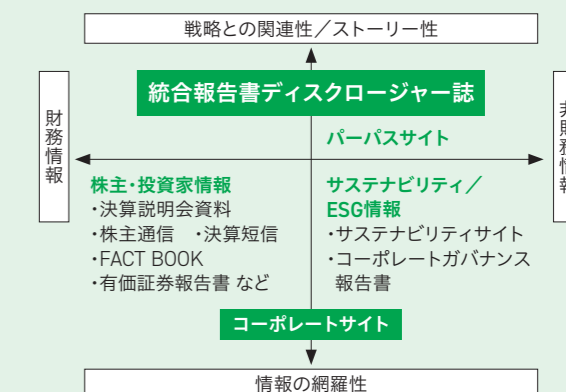 戦略との関連性／ストーリー性
統合報告書ディスクロージャー誌
財務情報
非財務情報
パーパスサイト
株主・投資家情報
・決算説明会資料
・株主通信　・決算短信
・FACT BOOK
・有価証券報告書 など
サステナビリティ／
ESG情報
・サステナビリティサイト
・コーポレートガバナンス
報告書
コーポレートサイト
情報の網羅性